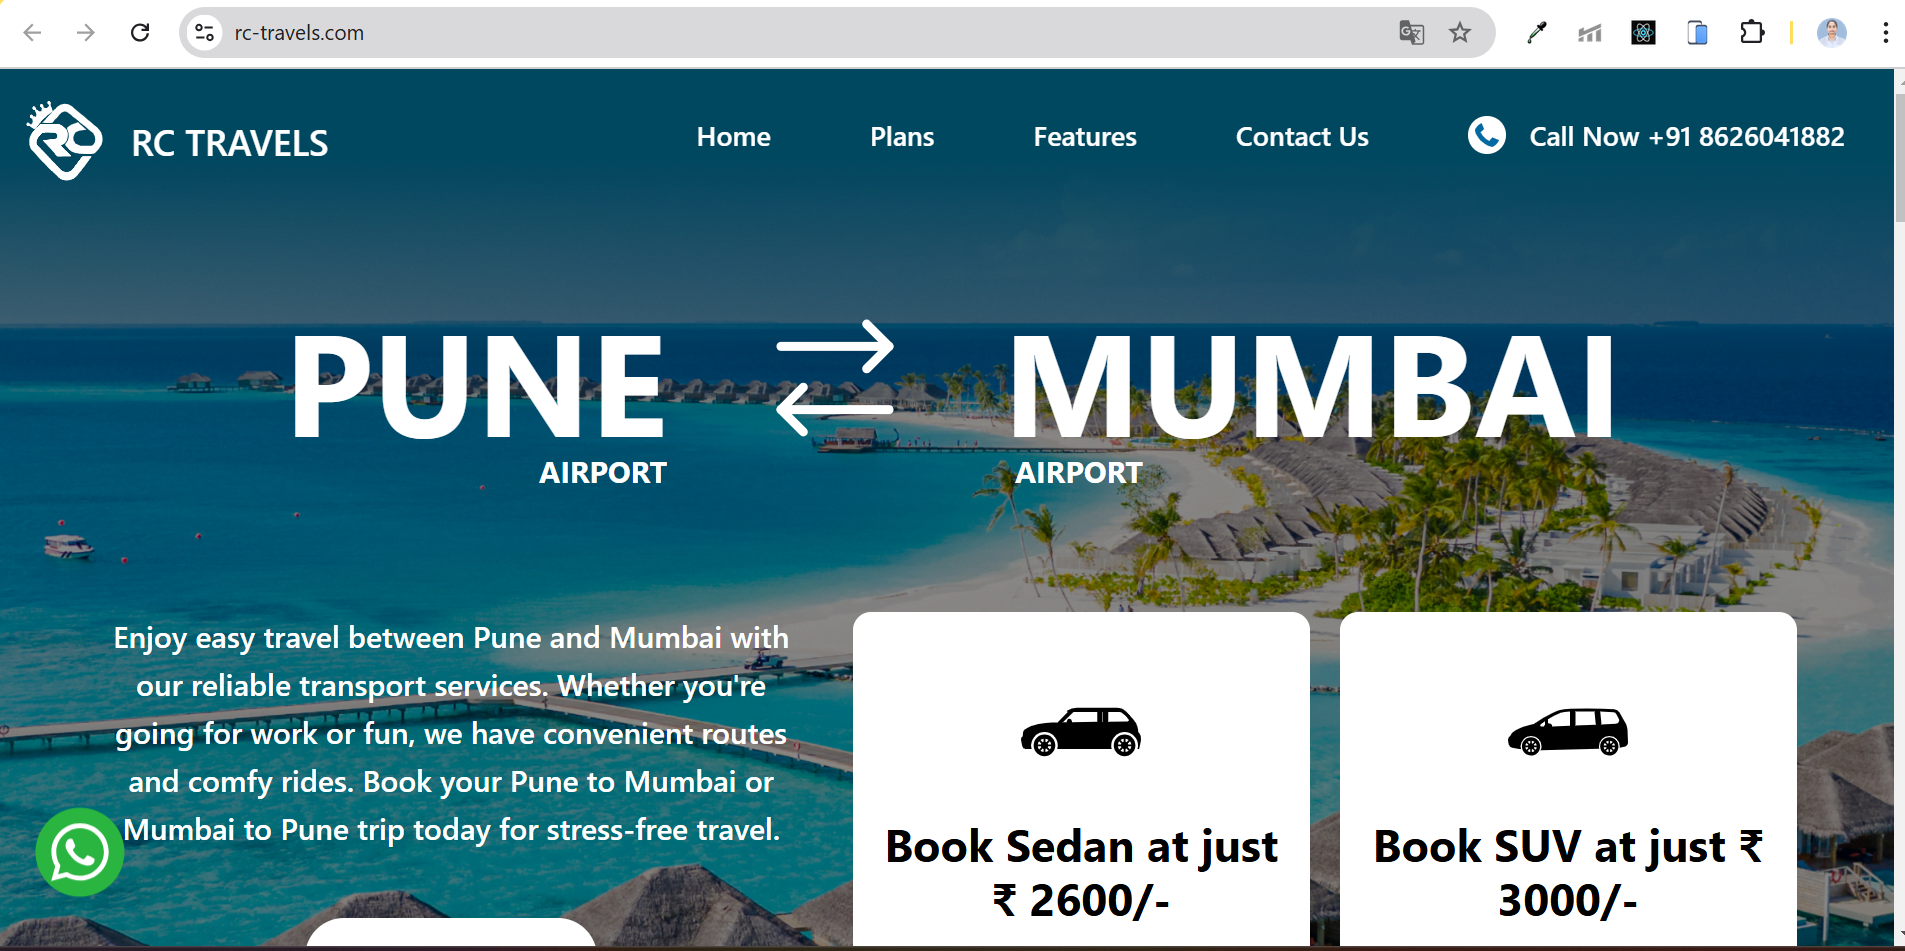 rc-travels.com
RC
RC TRAVELS
Home
Plans
Features
Contact Us
Call Now +91 8626041882
PUNE
MUMBAI
AIRPORT
AIRPORT
Enjoy easy travel between Pune and Mumbai with
our reliable transport services. Whether you're
going for work or fun, we have convenient routes
and comfy rides. Book your Pune to Mumbai or
Mumbai to Pune trip today for stress-free travel.
Book Sedan at just
₹ 2600/-
Book SUV at just ₹
3000/-